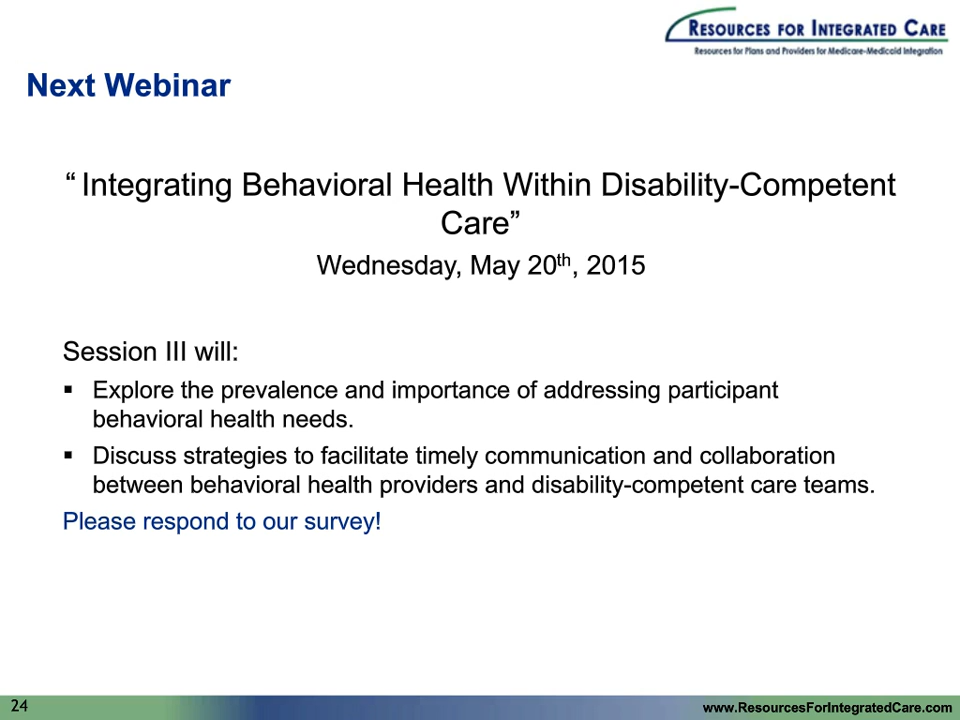 RESOURCES FOR INTEGRATED CARE
Resources for Plans and Providers for Medicare-Medicaid Integration
Next Webinar
“ Integrating Behavioral Health Within Disability-Competent
Care”
Wednesday, May 20th, 2015
Session III will:
▪ Explore the prevalence and importance of addressing participant
behavioral health needs.
▪ Discuss strategies to facilitate timely communication and collaboration
between behavioral health providers and disability-competent care teams.
Please respond to our survey!
24
www.ResourcesForIntegratedCare.com